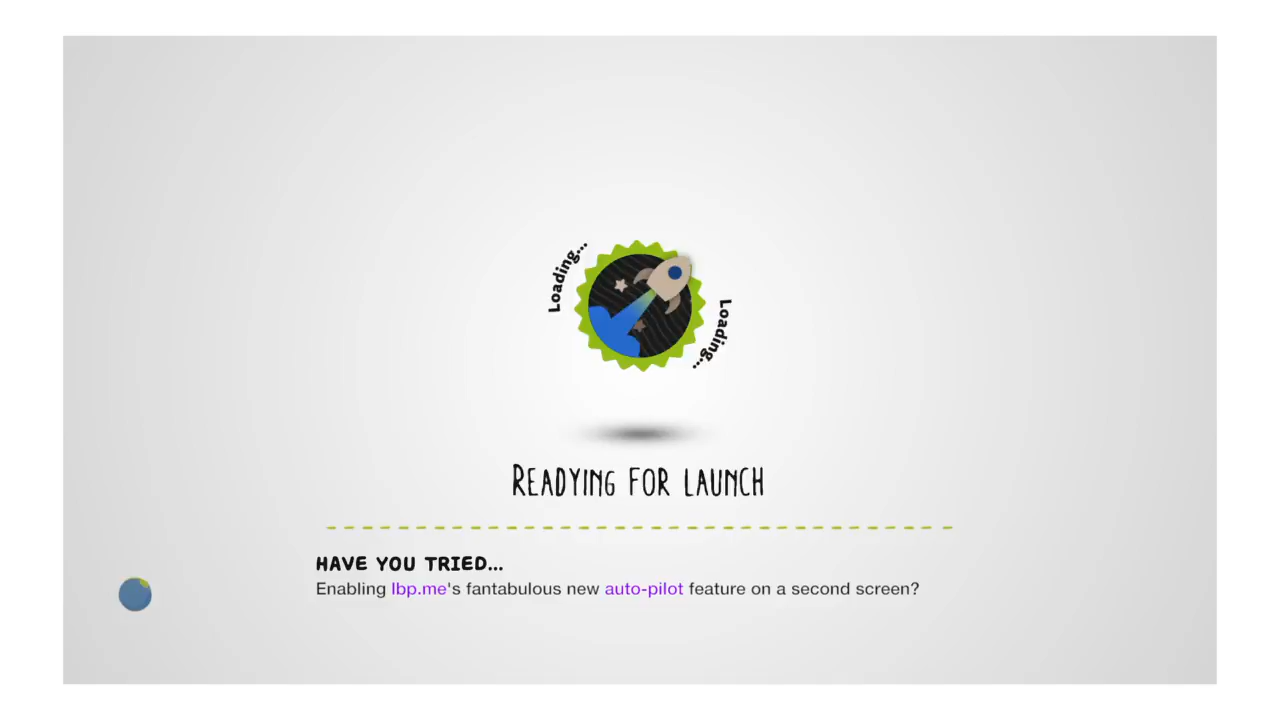 Loading...
Loading...
READYING FOR LAUNCH
HAVE YOU TRIED...
Enabling lbp.me's fantabulous new auto-pilot feature on a second screen?